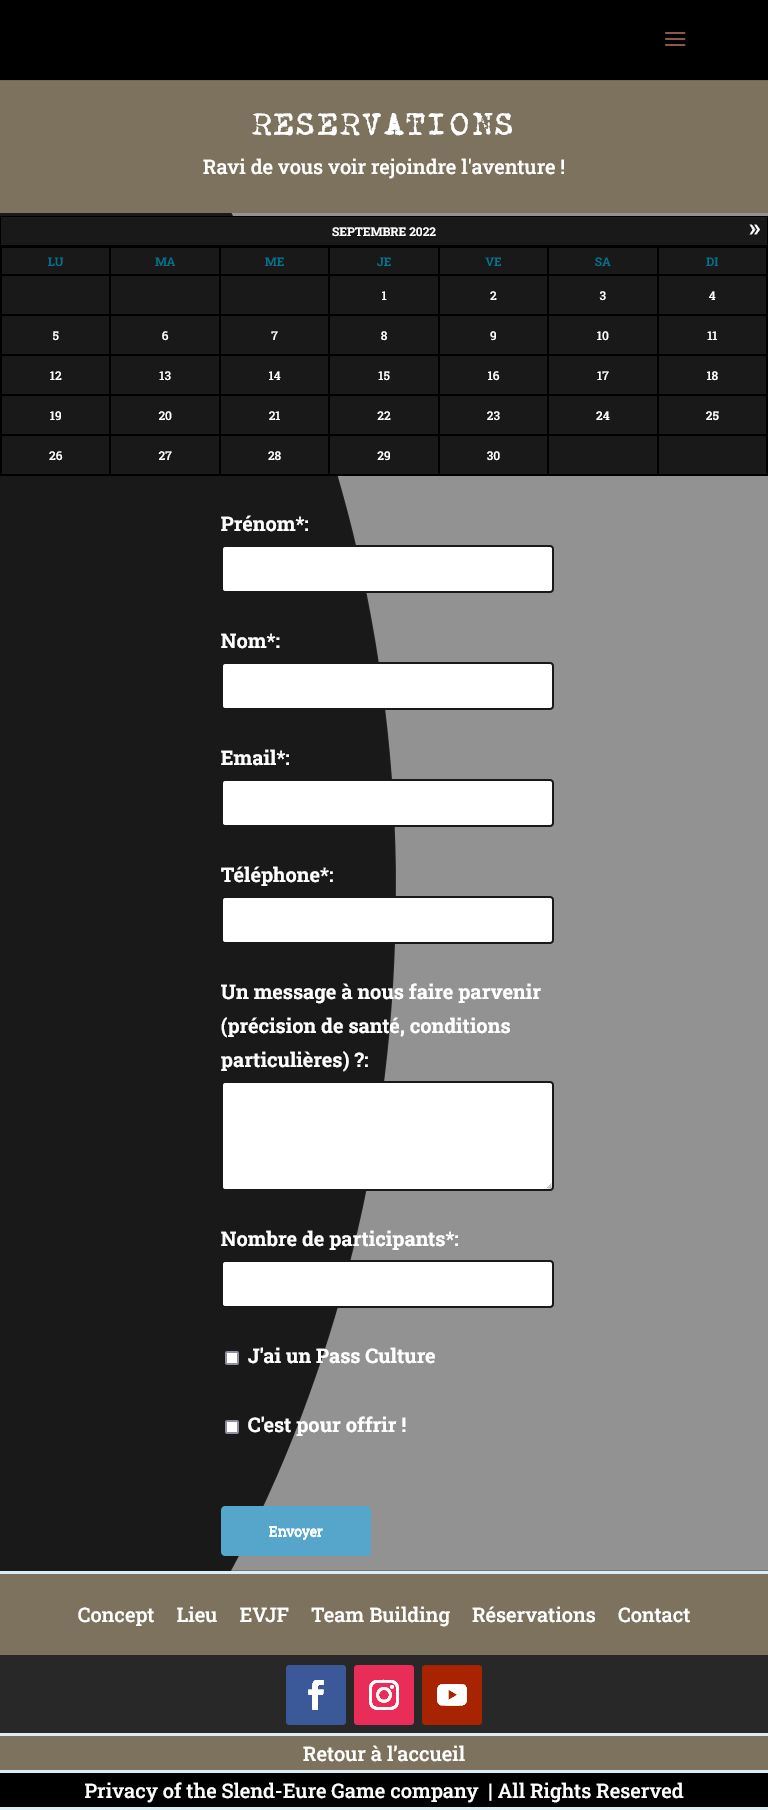 RESERVATIONS
Ravi de vous voir rejoindre l'aventure !
SEPTEMBRE 2022 »
LU MA ME JE VE SA DI
1 2 3 4
5 6 7 8 9 10 11
12 13 14 15 16 17 18
19 20 21 22 23 24 25
26 27 28 29 30
Prénom*:
Nom*:
Email*:
Téléphone*:
Un message à nous faire parvenir
(précision de santé, conditions
particulières) ?:
Nombre de participants*:
J'ai un Pass Culture
C'est pour offrir !
Envoyer
Concept Lieu EVJF Team Building Réservations Contact
Retour à l'accueil
Privacy of the Slend-Eure Game company | All Rights Reserved